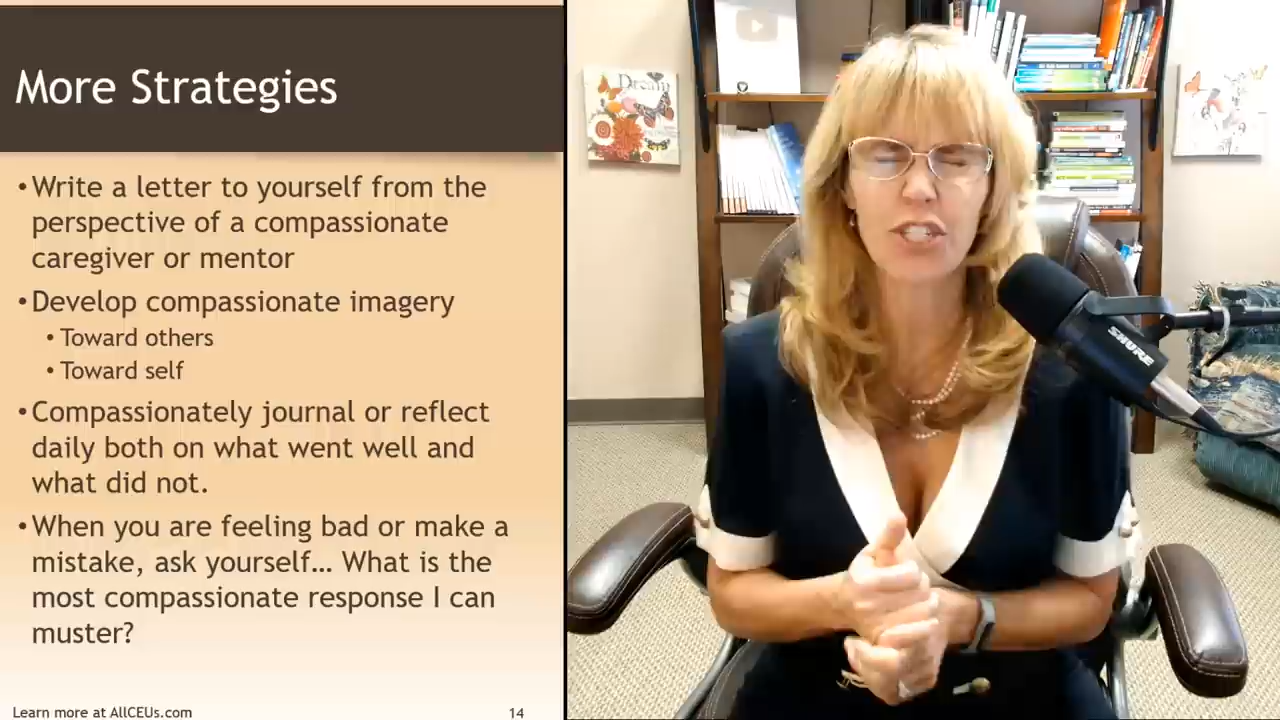 More Strategies
•Write a letter to yourself from the
perspective of a compassionate
caregiver or mentor
•Develop compassionate imagery
•Toward others
•Toward self
•Compassionately journal or reflect
daily both on what went well and
what did not.
•When you are feeling bad or make a
mistake, ask yourself… What is the
most compassionate response I can
muster?
Learn more at AllCEUs.com
14
Dream
SHURE